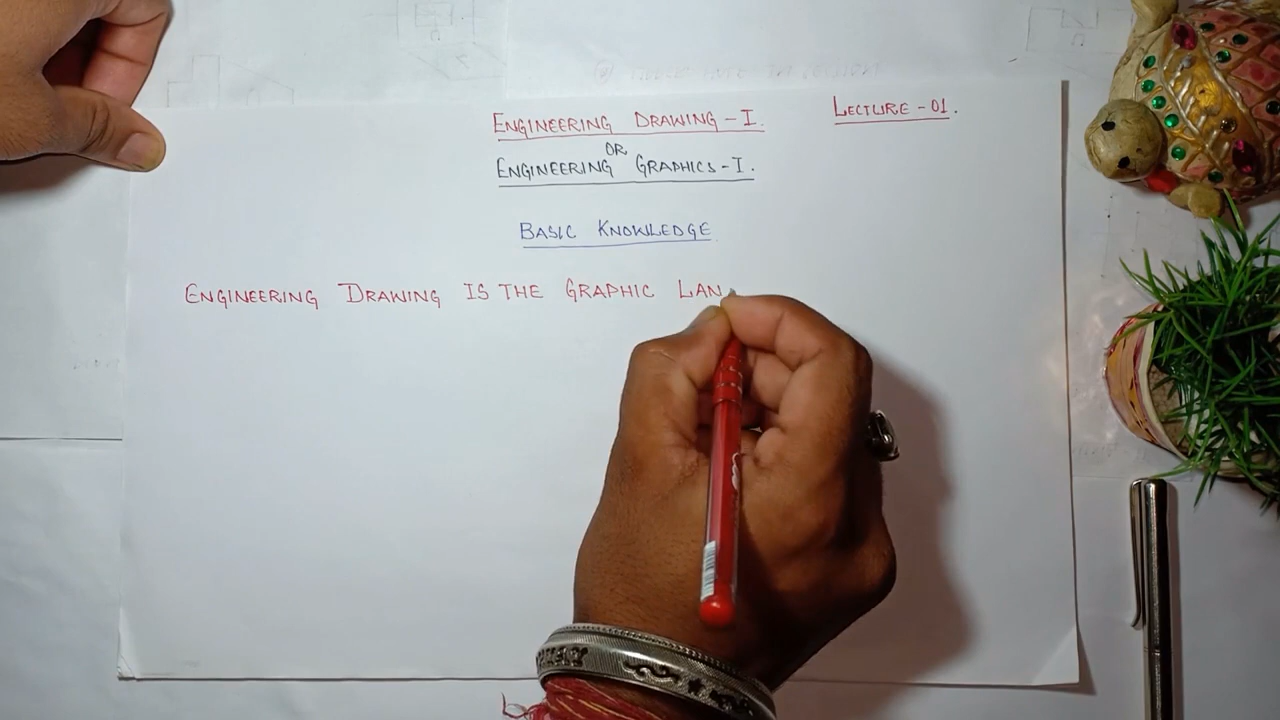 ENGINEERING DRAWING - I. LECTURE - 01.
OR
ENGINEERING GRAPHICS - I.
BASIC KNOWLEDGE
ENGINEERING DRAWING IS THE GRAPHIC LAN